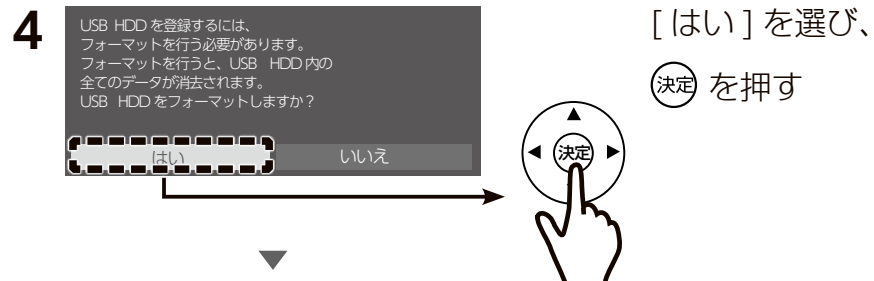 4
USB HDD を登録するには、
フォーマットを行う必要があります。
フォーマットを行うと、USB HDD 内の
全てのデータが消去されます。
USB HDD をフォーマットしますか？
はい
いいえ
決定
[ はい ] を選び、
決定 を押す